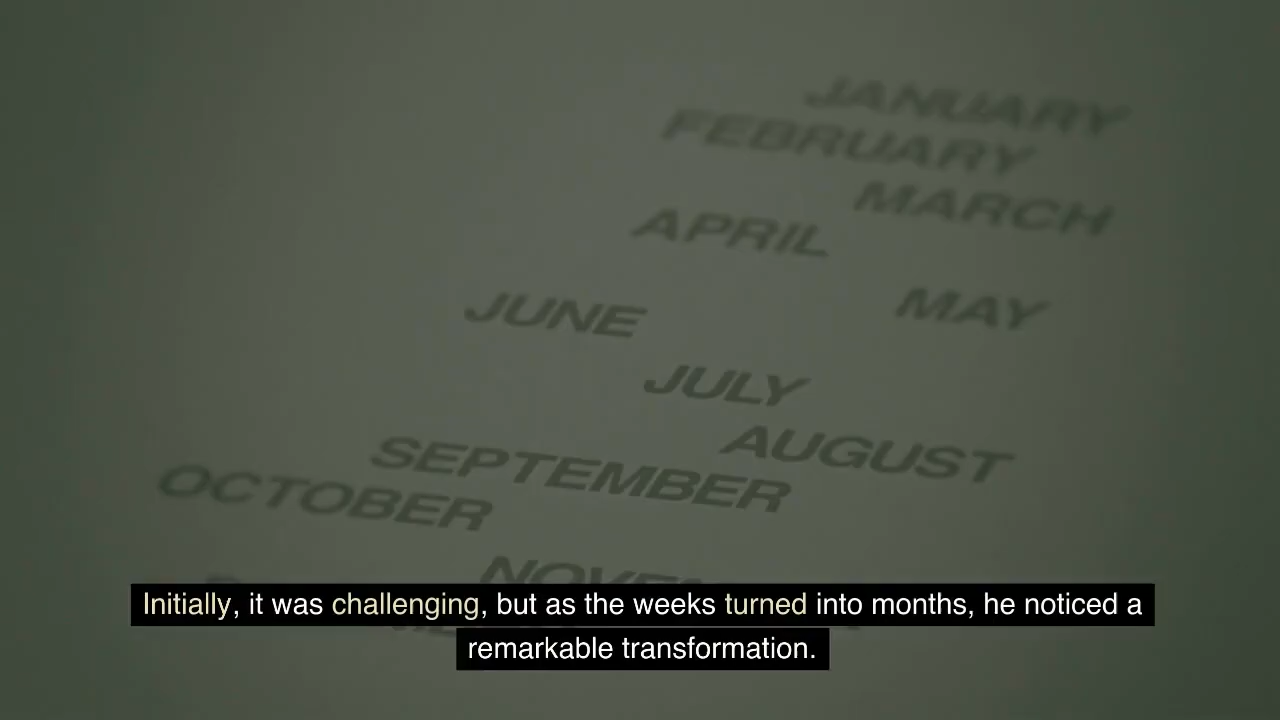 JANUARY
FEBRUARY
MARCH
APRIL
MAY
JUNE
JULY
AUGUST
SEPTEMBER
OCTOBER
Initially, it was challenging, but as the weeks turned into months, he noticed a
remarkable transformation.